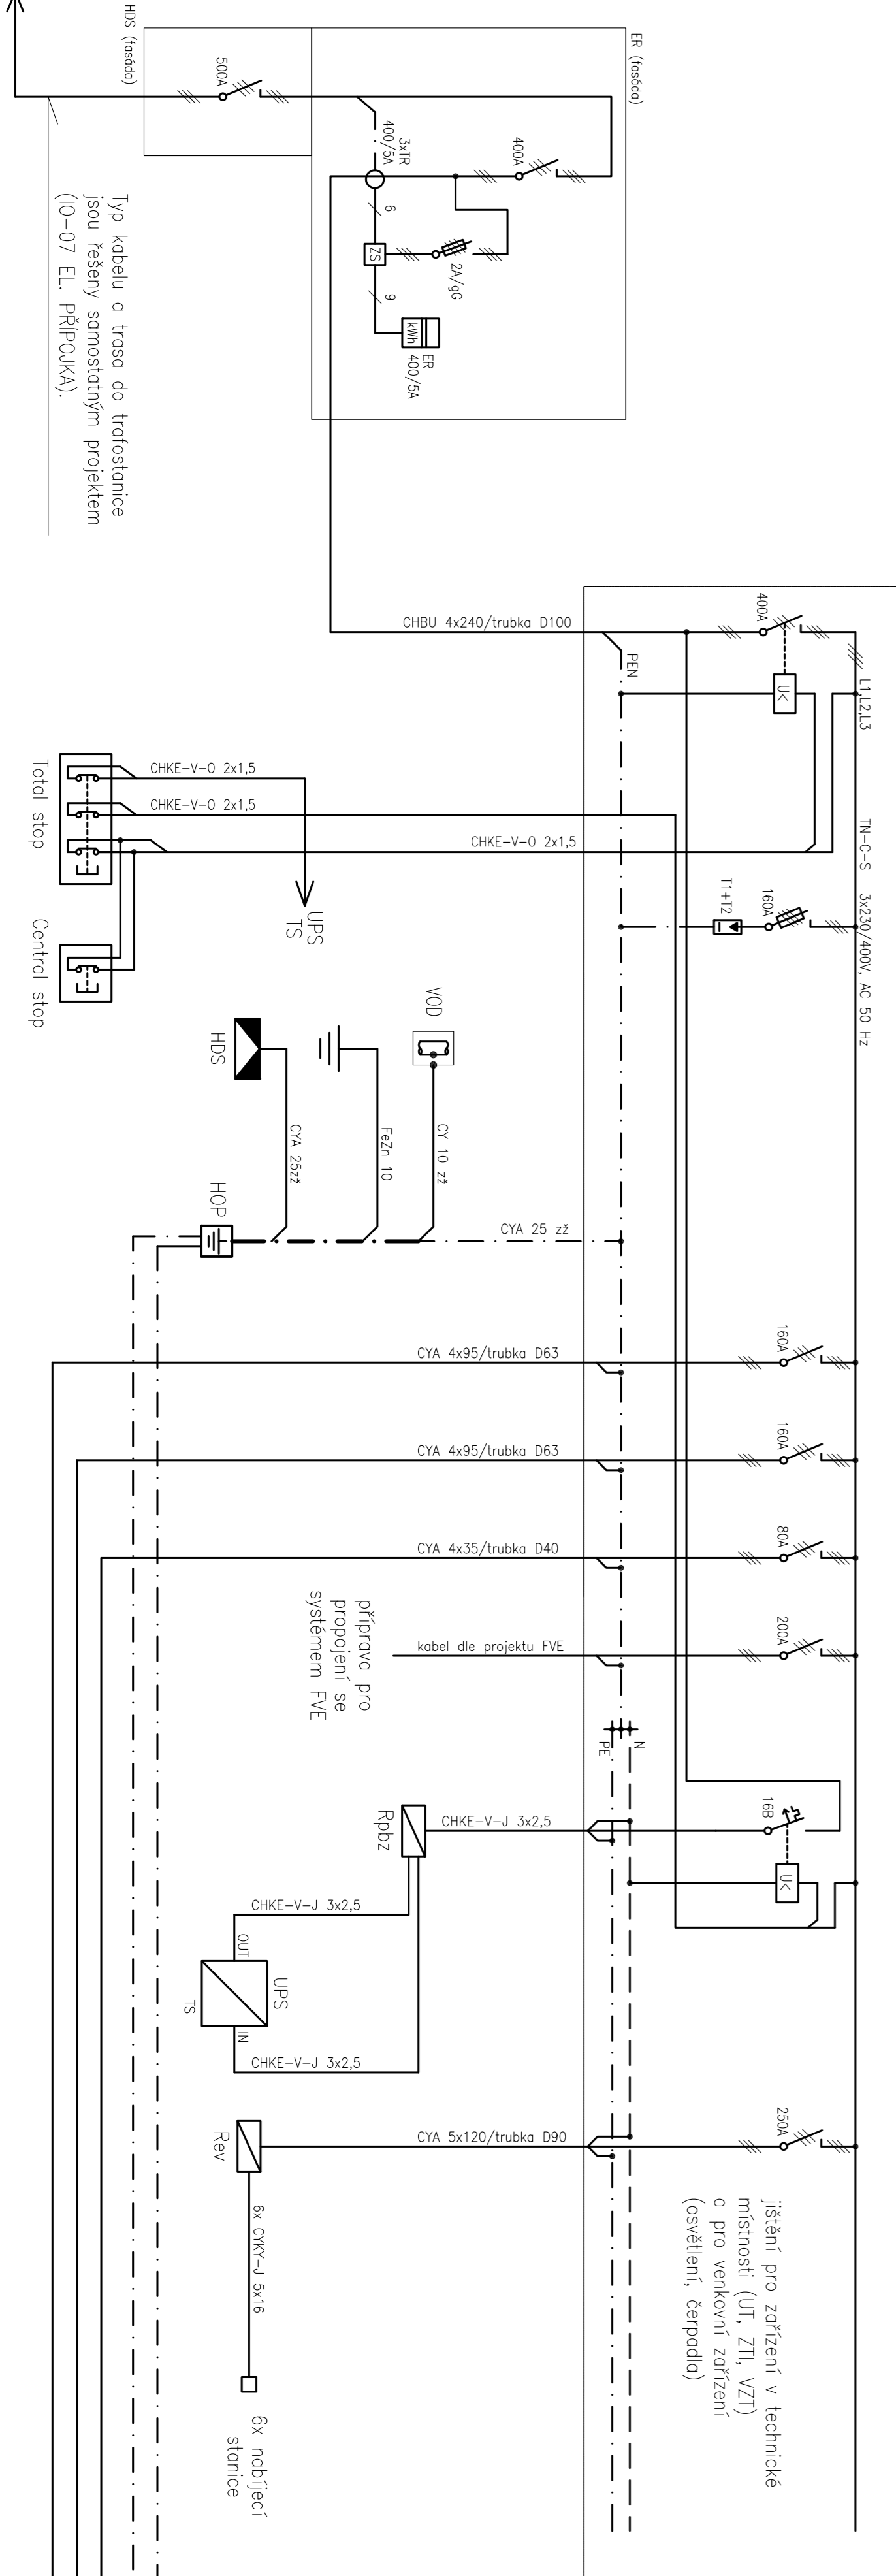 HDS (fasáda)
500A
ER (fasáda)
3xTR
400/5A
400A
6
ZS
2A/gG
9
kWh
ER
400/5A
Typ kabelu a trasa do trafostanice
jsou řešeny samostatným projektem
(IO-07 EL. PŘÍPOJKA).
CHBU 4x240/trubka D100
PEN
400A
U<
L1,L2,L3
TN-C-S 3x230/400V, AC 50 Hz
CHKE-V-O 2x1,5
CHKE-V-O 2x1,5
CHKE-V-O 2x1,5
Total stop
UPS
TS
T1+T2
160A
Central stop
VOD
HDS
CYA 25zž
FeZn 10
CY 10 zž
HOP
CYA 25 zž
CYA 4x95/trubka D63
160A
CYA 4x95/trubka D63
160A
CYA 4x35/trubka D40
80A
příprava pro
propojení se
systémem FVE
kabel dle projektu FVE
200A
N
PE
Rpbz
CHKE-V-J 3x2,5
16B
U<
CHKE-V-J 3x2,5
OUT
UPS
TS
IN
CHKE-V-J 3x2,5
Rev
CYA 5x120/trubka D90
250A
6x CYKY-J 5x16
6x nabíjecí
stanice
jištění pro zařízení v technické
místnosti (UT, ZTI, VZT)
a pro venkovní zařízení
(osvětlení, čerpadla)